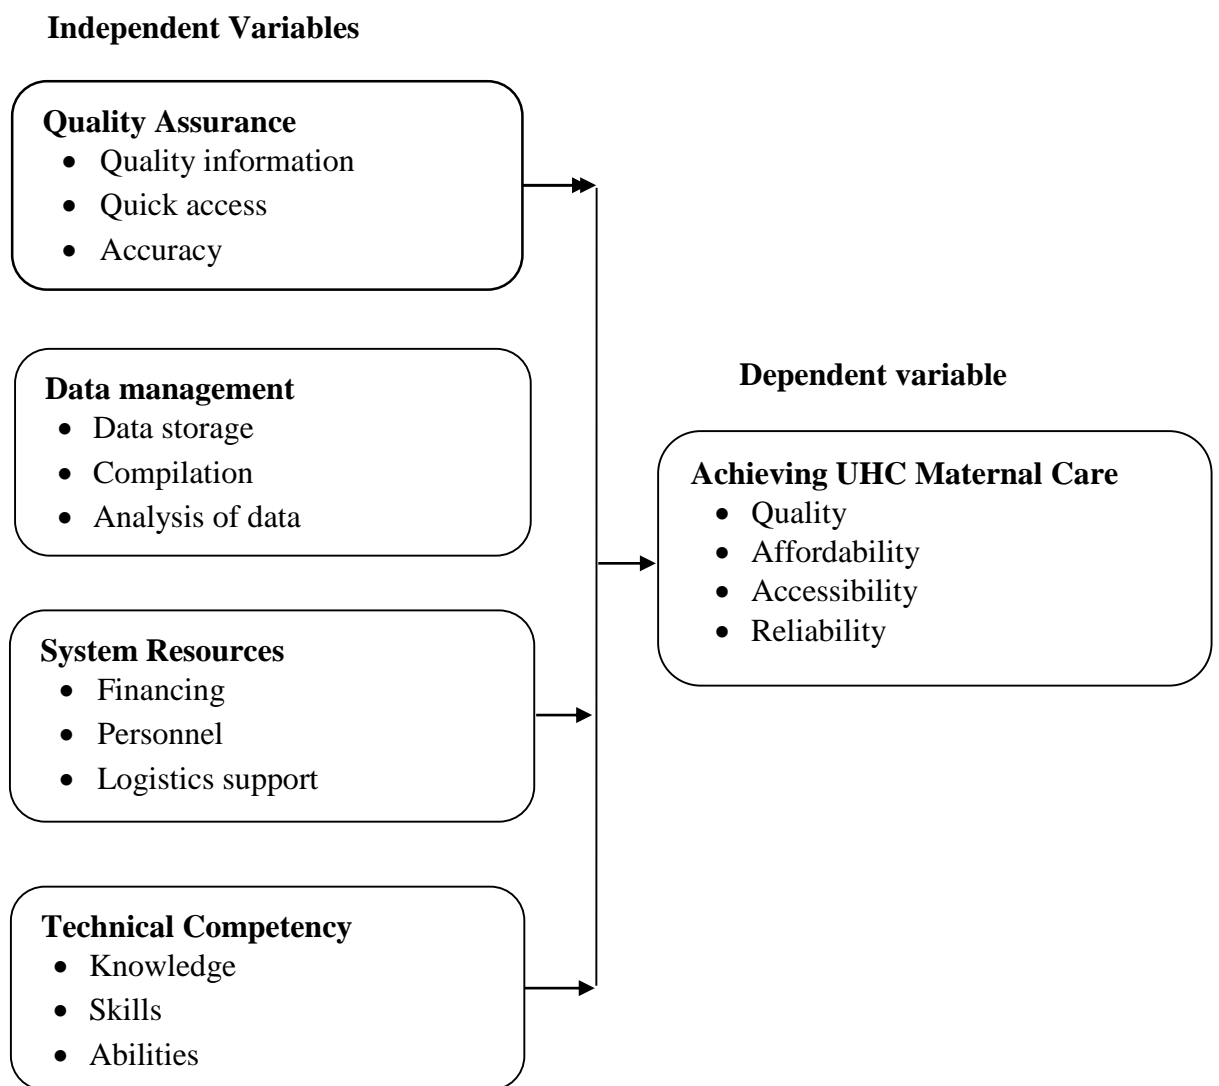 Independent Variables
Quality Assurance
• Quality information
• Quick access
• Accuracy
Data management
• Data storage
• Compilation
• Analysis of data
System Resources
• Financing
• Personnel
• Logistics support
Technical Competency
• Knowledge
• Skills
• Abilities
Dependent variable
Achieving UHC Maternal Care
• Quality
• Affordability
• Accessibility
• Reliability